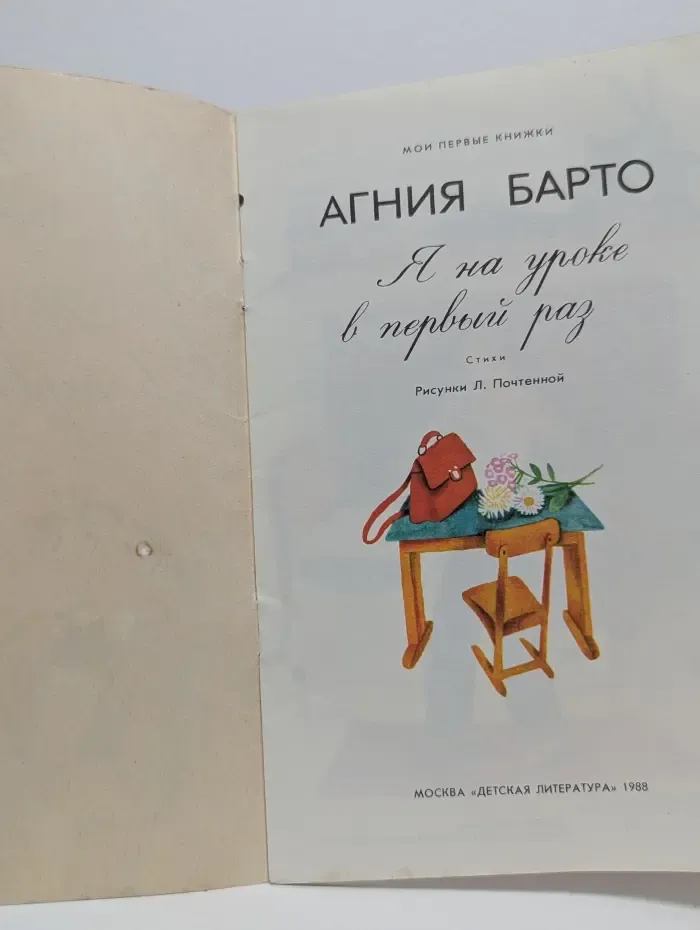 МОИ ПЕРВЫЕ КНИЖКИ
АГНИЯ БАРТО
Я на уроке
в первый раз
Стихи
Рисунки Л. Почтенной
МОСКВА «ДЕТСКАЯ ЛИТЕРАТУРА» 1988